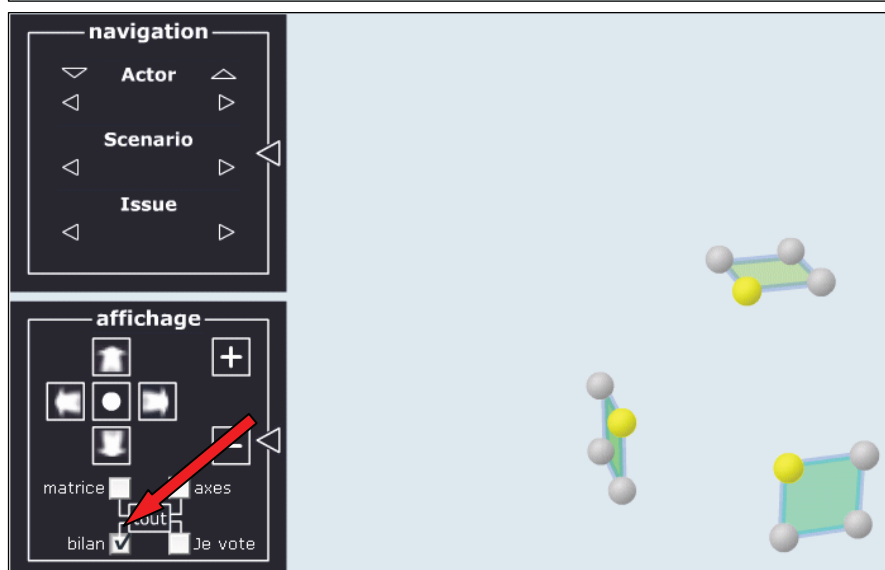 navigation
Actor
Scenario
Issue
affichage
+
-
matrice axes
tout
bilan Je vote